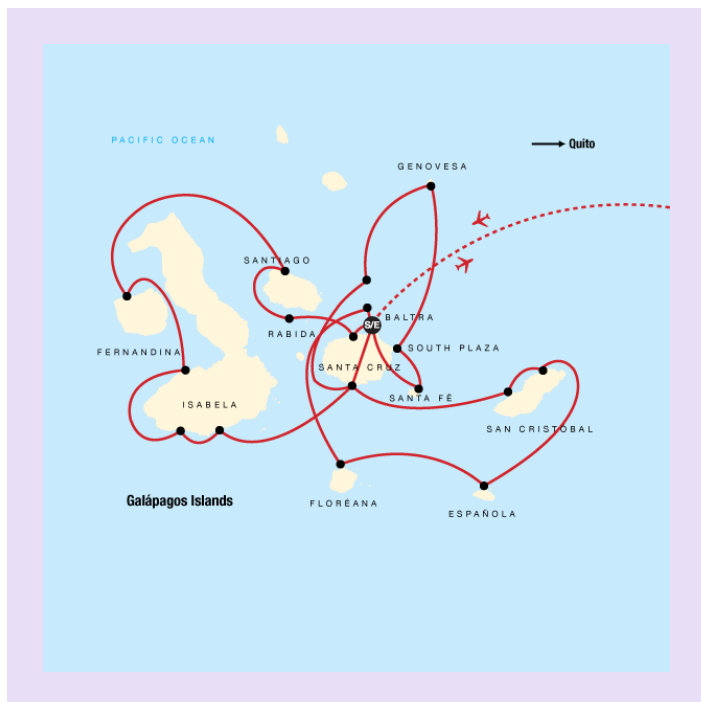 PACIFIC OCEAN
Quito
GENOVESA
SANTIAGO
BALTRA
S/E
RABIDA
SOUTH PLAZA
FERNANDINA
SANTA CRUZ
SANTA FÈ
ISABELA
SAN CRISTOBAL
Galápagos Islands
FLORÉANA
ESPAÑOLA